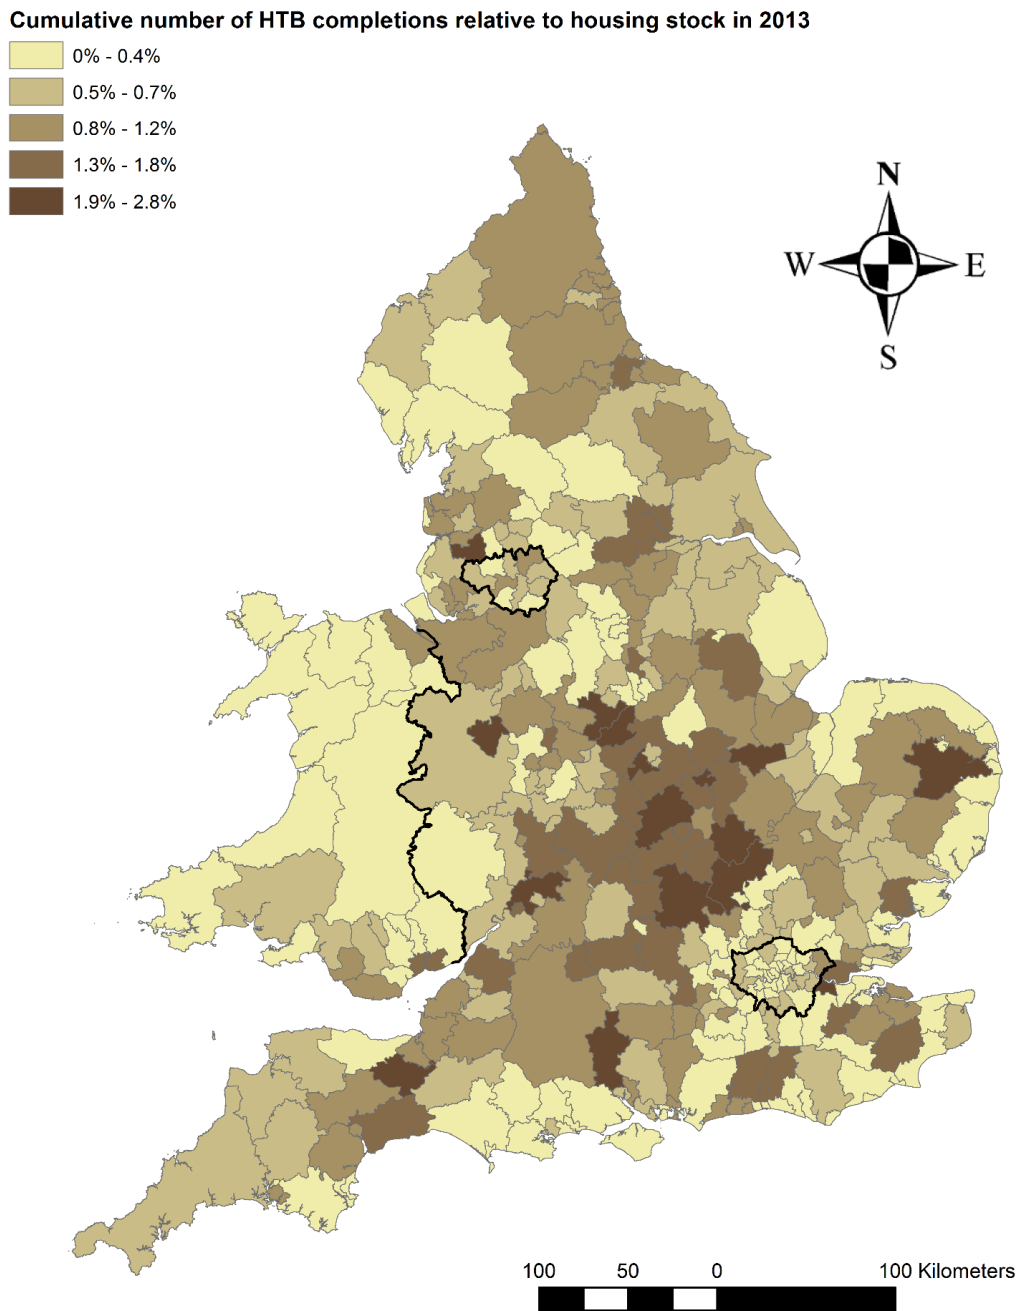 Cumulative number of HTB completions relative to housing stock in 2013
0% - 0.4%
0.5% - 0.7%
0.8% - 1.2%
1.3% - 1.8%
1.9% - 2.8%
N
W E
S
100 50 0 100 Kilometers